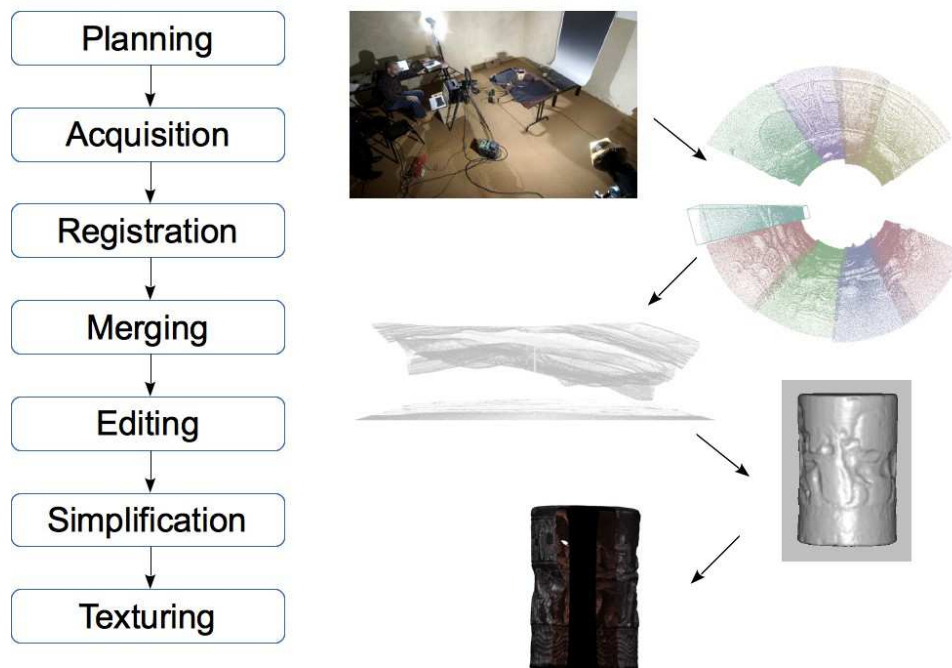 Planning
Acquisition
Registration
Merging
Editing
Simplification
Texturing